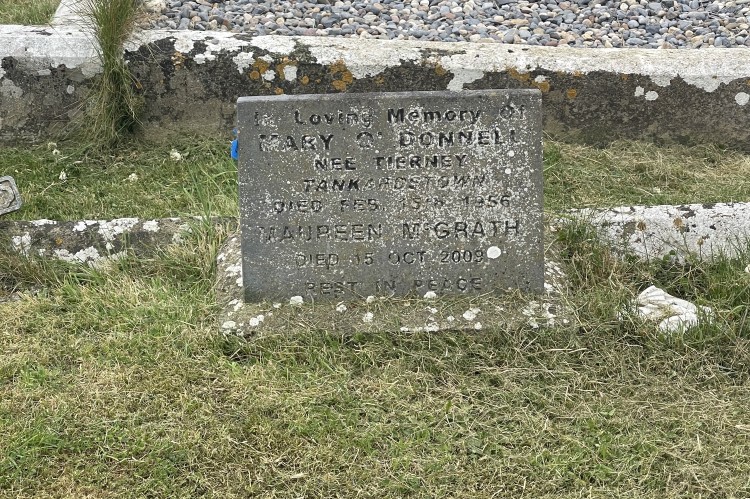 In Loving Memory of
MARY O' DONNELL
NEE TIERNEY
TANKARDSTOWN
DIED FEB. 15TH. 1956
MAUREEN McGRATH
DIED 15 OCT 2009
REST IN PEACE